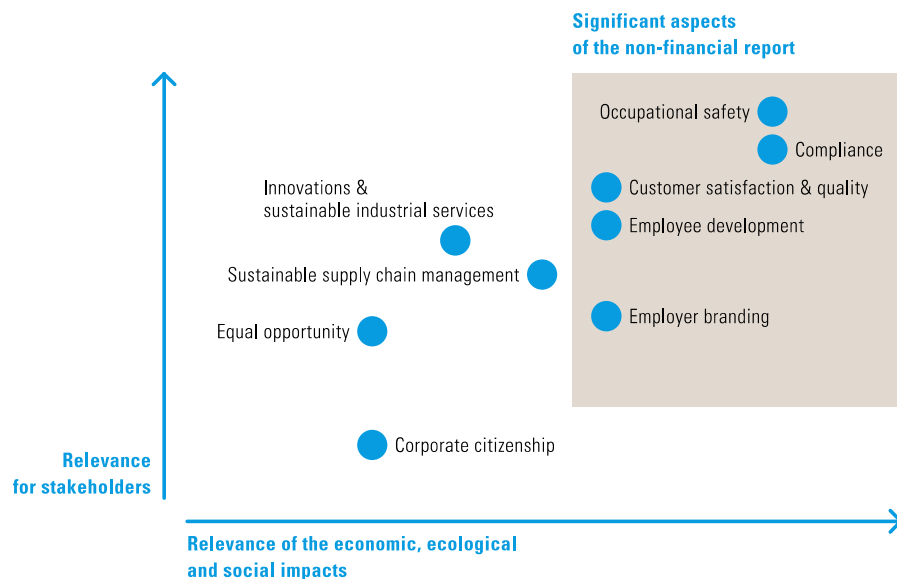 Significant aspects
of the non-financial report
Occupational safety
Compliance
Innovations &
sustainable industrial services
Customer satisfaction & quality
Employee development
Sustainable supply chain management
Employer branding
Equal opportunity
Corporate citizenship
Relevance
for stakeholders
Relevance of the economic, ecological
and social impacts